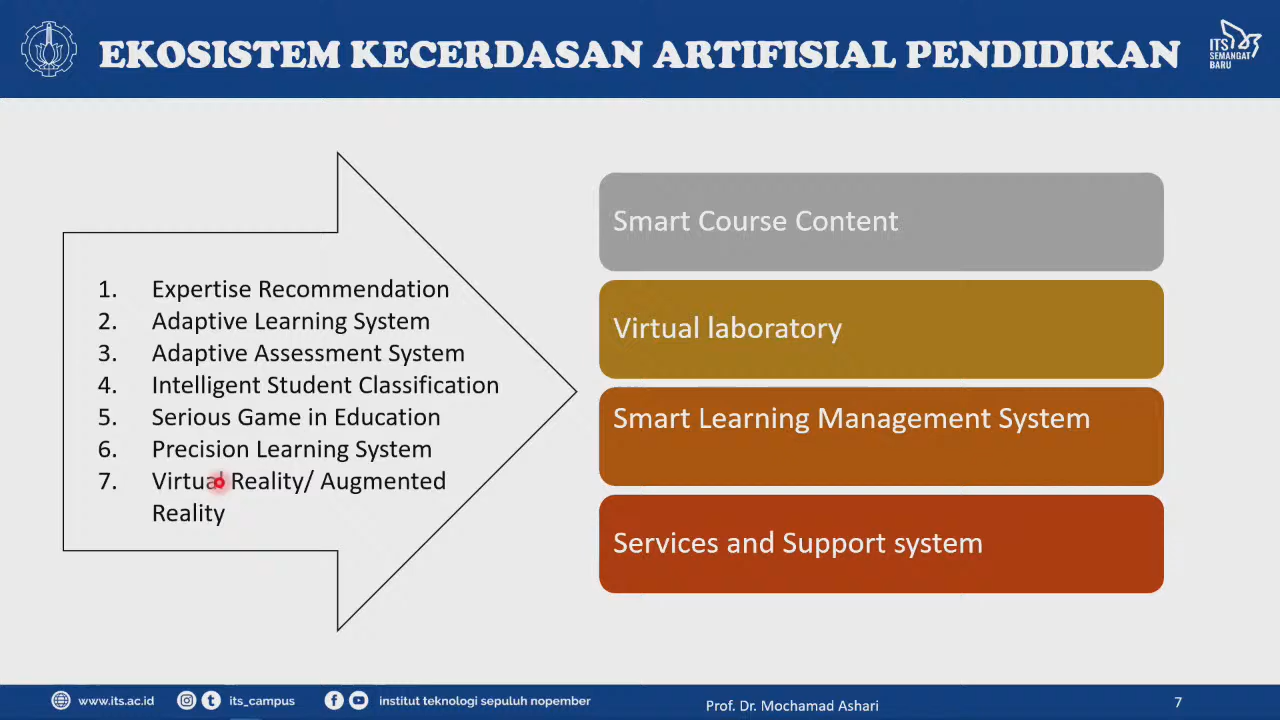 EKOSISTEM KECERDASAN ARTIFISIAL PENDIDIKAN
ITS
SEMANGAT
BARU
1. Expertise Recommendation
2. Adaptive Learning System
3. Adaptive Assessment System
4. Intelligent Student Classification
5. Serious Game in Education
6. Precision Learning System
7. Virtual Reality/ Augmented
Reality
Smart Course Content
Virtual laboratory
Smart Learning Management System
Services and Support system
www.its.ac.id
its_campus
institut teknologi sepuluh nopember
Prof. Dr. Mochamad Ashari
7